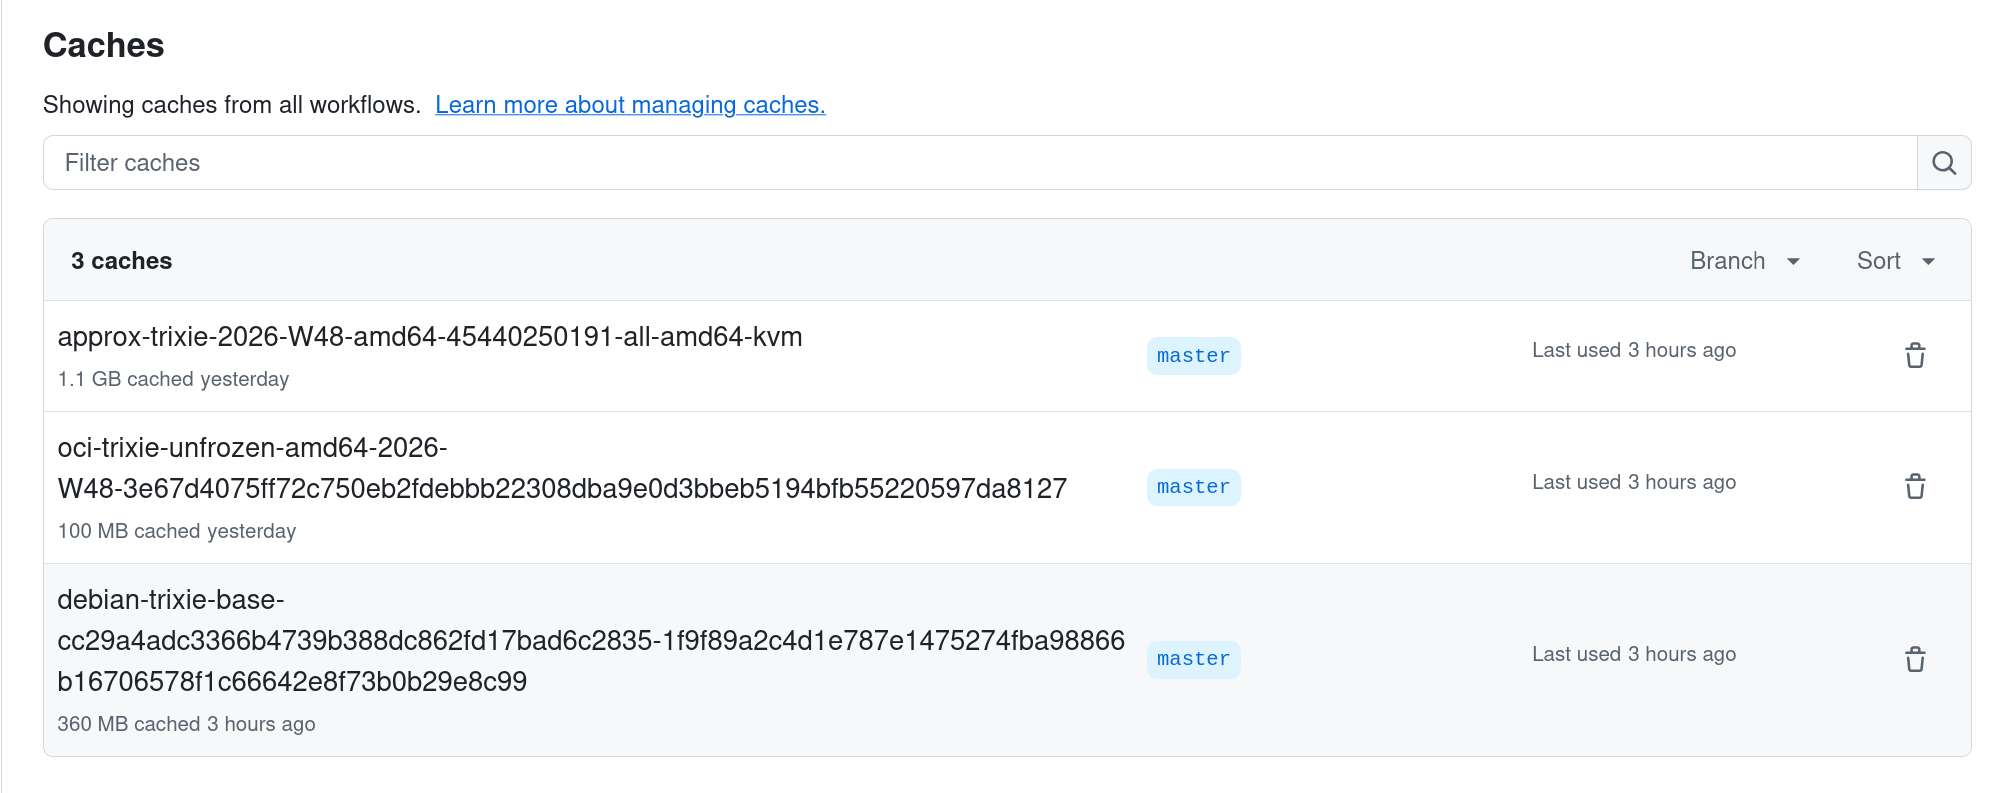 Caches
Showing caches from all workflows. Learn more about managing caches.
Filter caches
3 caches
Branch
Sort
approx-trixie-2026-W48-amd64-45440250191-all-amd64-kvm
1.1 GB cached yesterday
master
Last used 3 hours ago
oci-trixie-unfrozen-amd64-2026-
W48-3e67d4075ff72c750eb2fdebbb22308dba9e0d3bbeb5194bfb55220597da8127
100 MB cached yesterday
master
Last used 3 hours ago
debian-trixie-base-
cc29a4adc3366b4739b388dc862fd17bad6c2835-1f9f89a2c4d1e787e1475274fba98866
b16706578f1c66642e8f73b0b29e8c99
360 MB cached 3 hours ago
master
Last used 3 hours ago